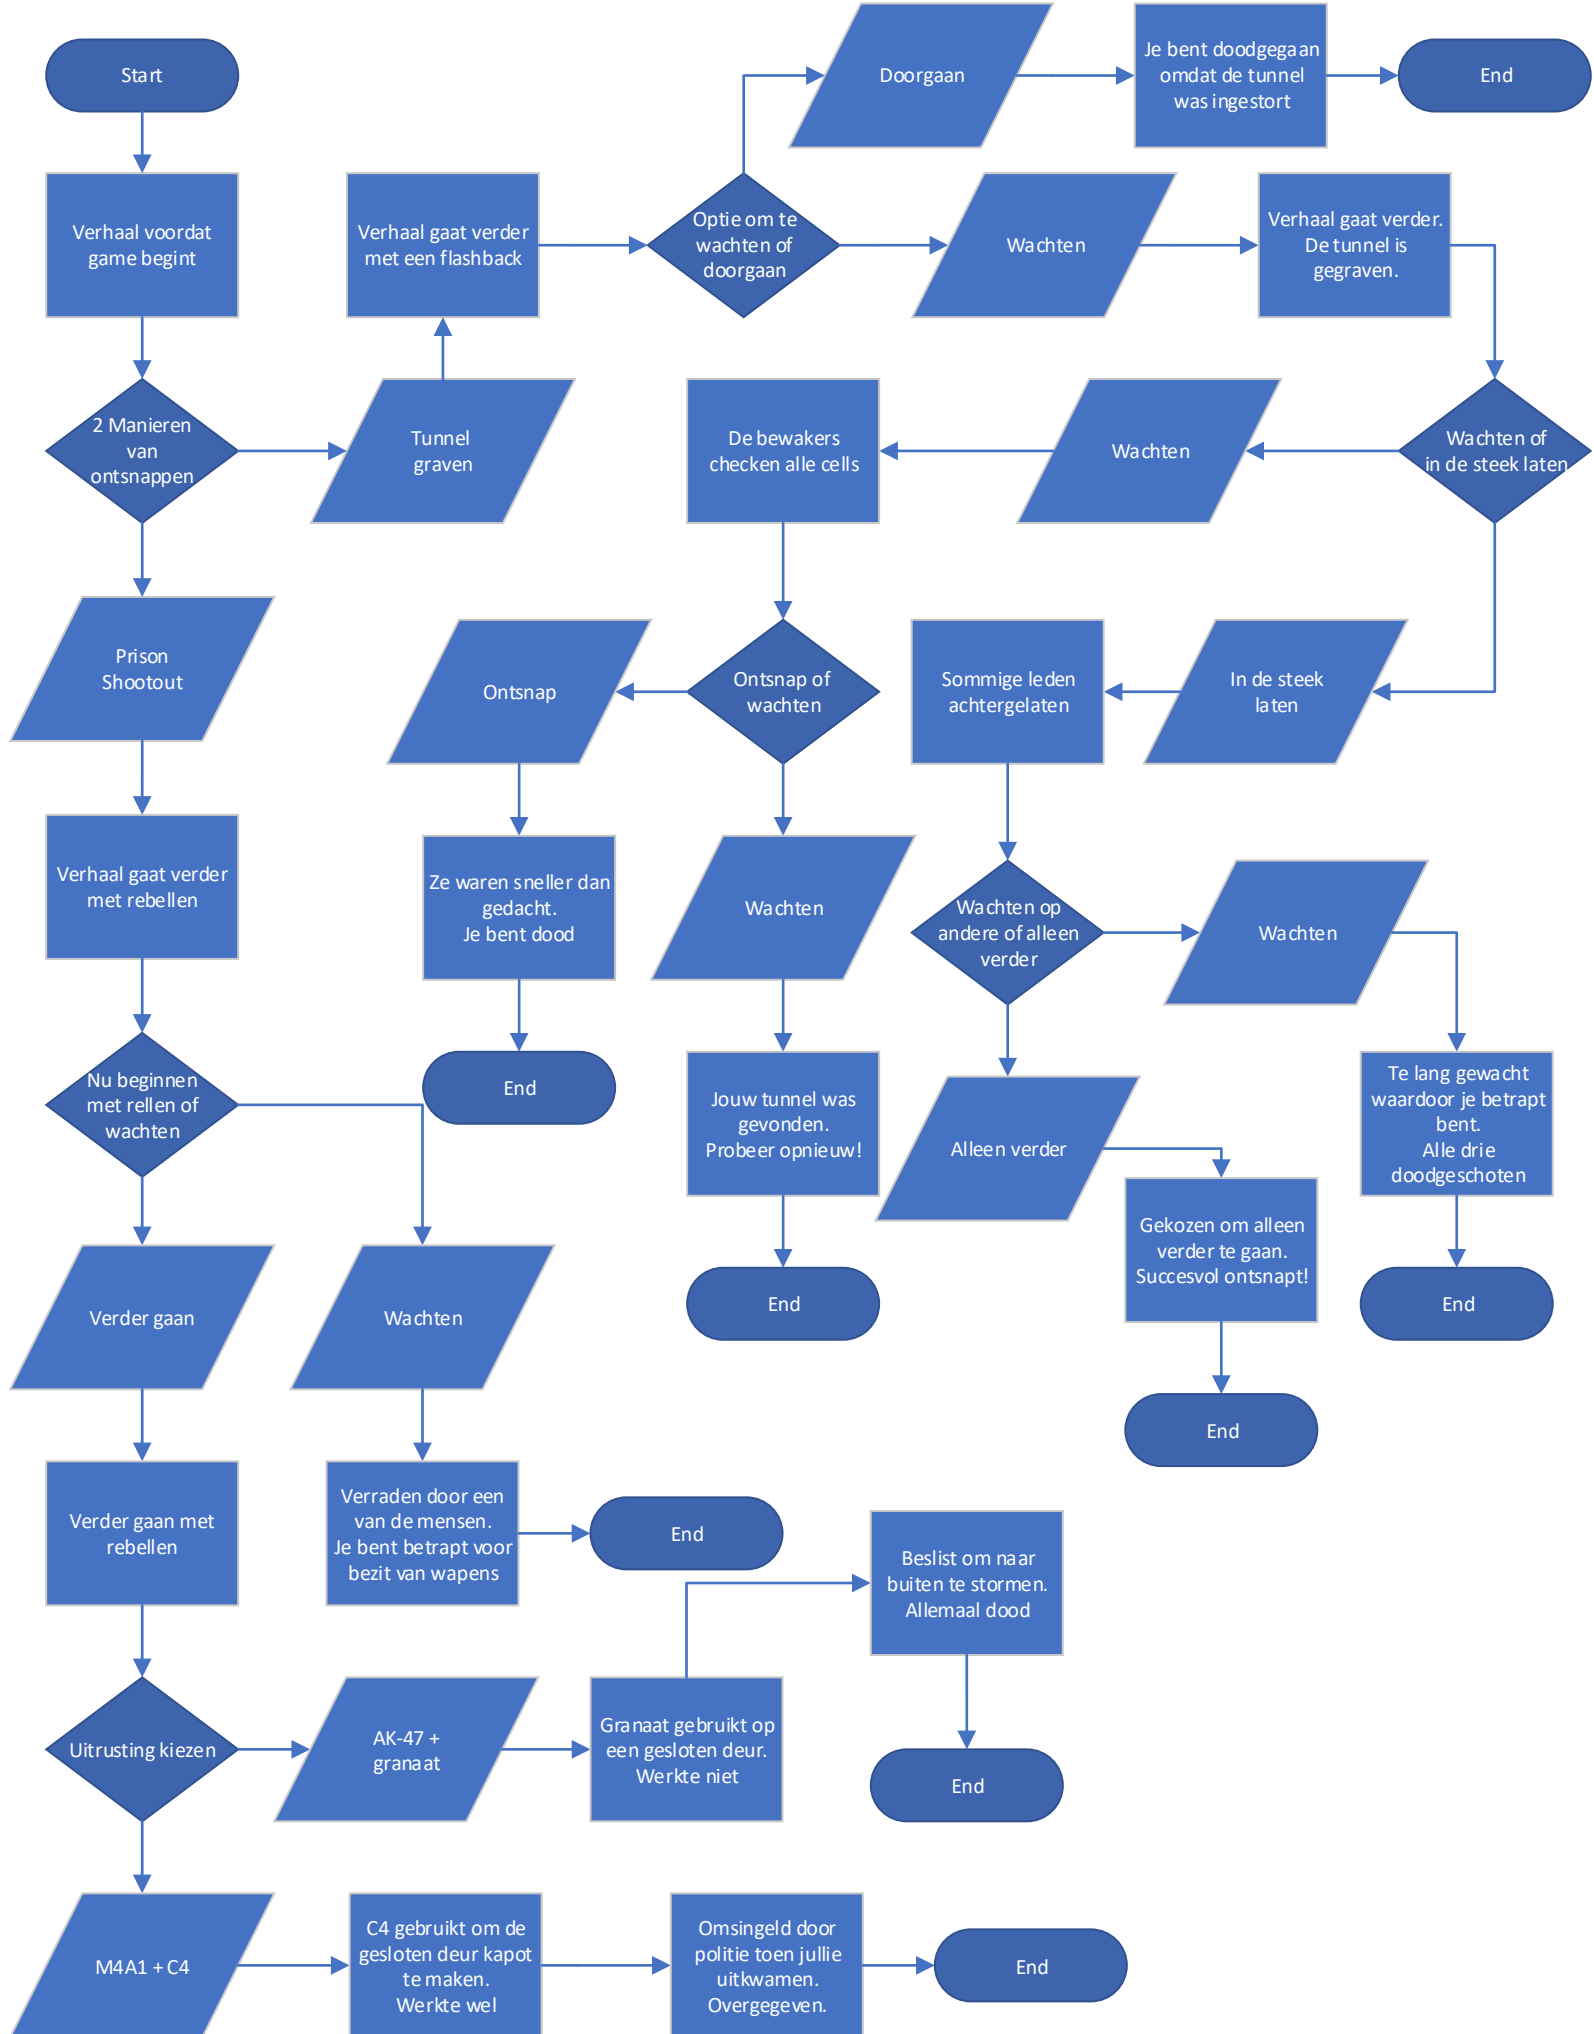 Start
Doorgaan
Je bent doodgegaan
omdat de tunnel
was ingestort
End
Verhaal voordat
game begint
Verhaal gaat verder
met een flashback
Optie om te
wachten of
doorgaan
Wachten
Verhaal gaat verder.
De tunnel is
gegraven.
2 Manieren
van
ontsnappen
Tunnel
graven
De bewakers
checken alle cells
Wachten
Wachten of
in de steek laten
Prison
Shootout
Ontsnap
Ontsnap of
wachten
Sommige leden
achtergelaten
In de steek
laten
Verhaal gaat verder
met rebellen
Ze waren sneller dan
gedacht.
Je bent dood
Wachten
Wachten op
andere of alleen
verder
Wachten
Nu beginnen
met rellen of
wachten
End
Jouw tunnel was
gevonden.
Probeer opnieuw!
Alleen verder
Te lang gewacht
waardoor je betrapt
bent.
Alle drie
doodgeschoten
Gekozen om alleen
verder te gaan.
Succesvol ontsnapt!
Verder gaan
Wachten
End
End
End
Verder gaan met
rebellen
Verraden door een
van de mensen.
Je bent betrapt voor
bezit van wapens
End
Beslist om naar
buiten te stormen.
Allemaal dood
Uitrusting kiezen
AK-47 +
granaat
Granaat gebruikt op
een gesloten deur.
Werkte niet
End
M4A1 + C4
C4 gebruikt om de
gesloten deur kapot
te maken.
Werkte wel
Omsingeld door
politie toen jullie
uitkwamen.
Overgegeven.
End